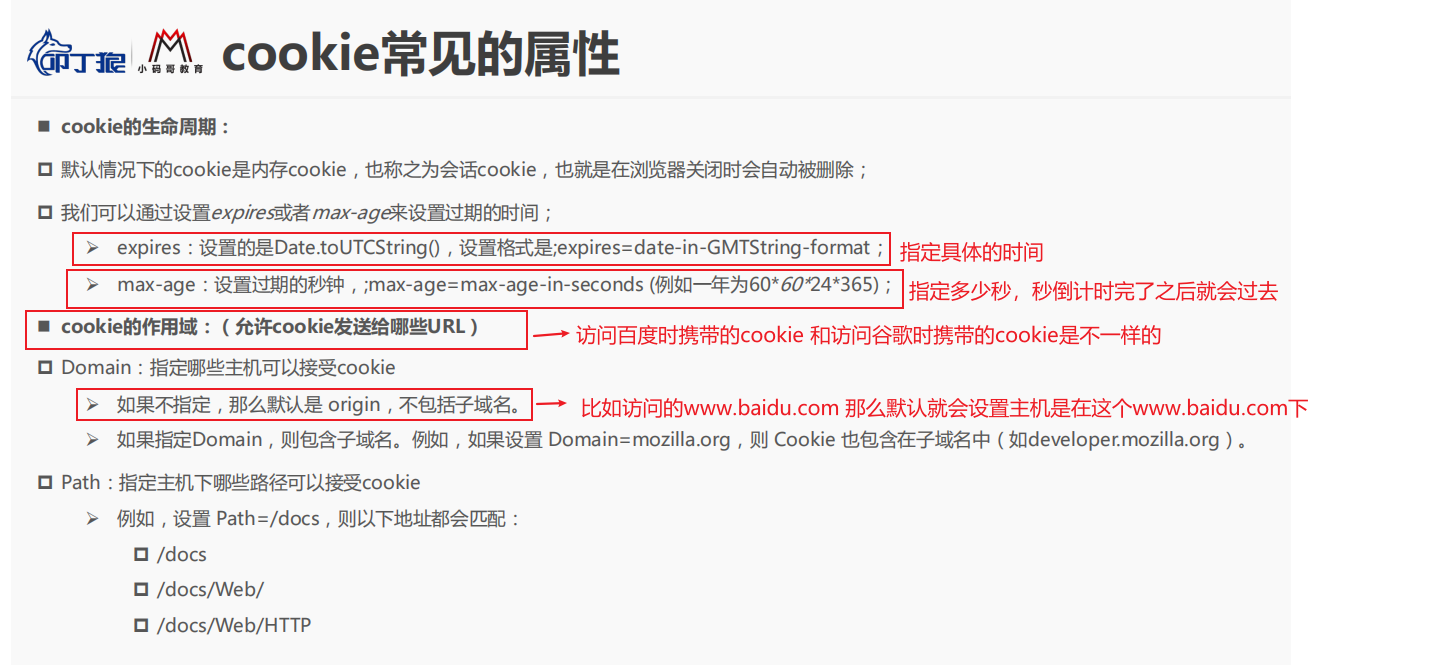 叩丁狼 小码哥教育 cookie常见的属性
cookie的生命周期：
默认情况下的cookie是内存cookie，也称之为会话cookie，也就是在浏览器关闭时会自动被删除；
我们可以通过设置expires或者max-age来设置过期的时间；
expires：设置的是Date.toUTCString()，设置格式是;expires=date-in-GMTString-format； 指定具体的时间
max-age：设置过期的秒钟，;max-age=max-age-in-seconds (例如一年为60*60*24*365)； 指定多少秒，秒倒计时完了之后就会过去
cookie的作用域：（允许cookie发送给哪些URL） 访问百度时携带的cookie 和访问谷歌时携带的cookie是不一样的
Domain：指定哪些主机可以接受cookie
如果不指定，那么默认是 origin，不包括子域名。 比如访问的www.baidu.com 那么默认就会设置主机是在这个www.baidu.com下
如果指定Domain，则包含子域名。例如，如果设置 Domain=mozilla.org，则 Cookie 也包含在子域名中（如developer.mozilla.org）。
Path：指定主机下哪些路径可以接受cookie
例如，设置 Path=/docs，则以下地址都会匹配：
/docs
/docs/Web/
/docs/Web/HTTP